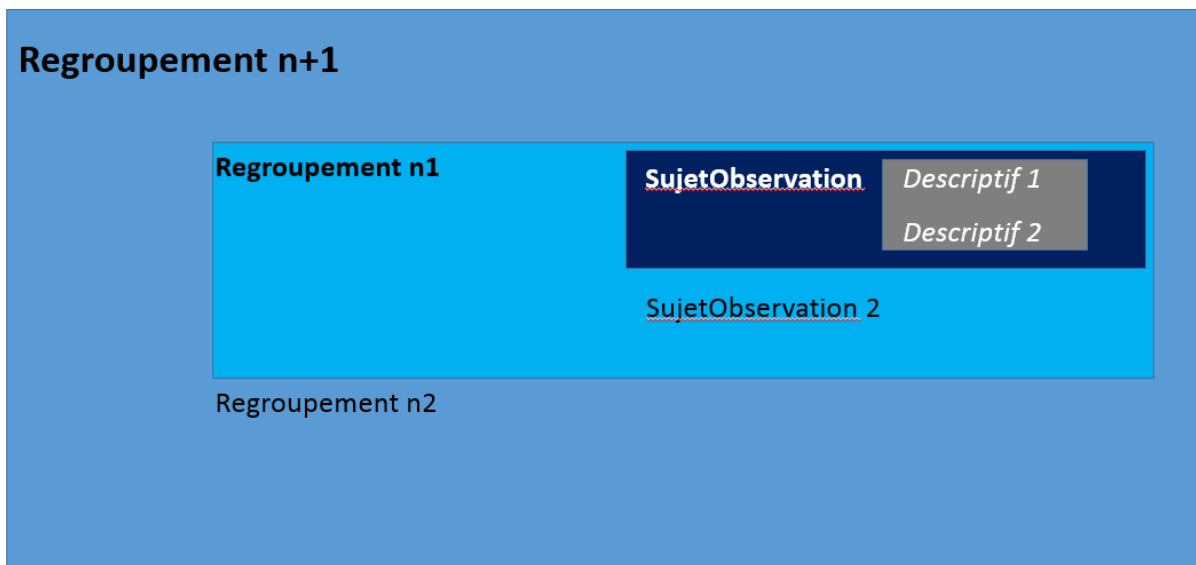 Regroupement n+1
Regroupement n1
SujetObservation
Descriptif 1
Descriptif 2
SujetObservation 2
Regroupement n2